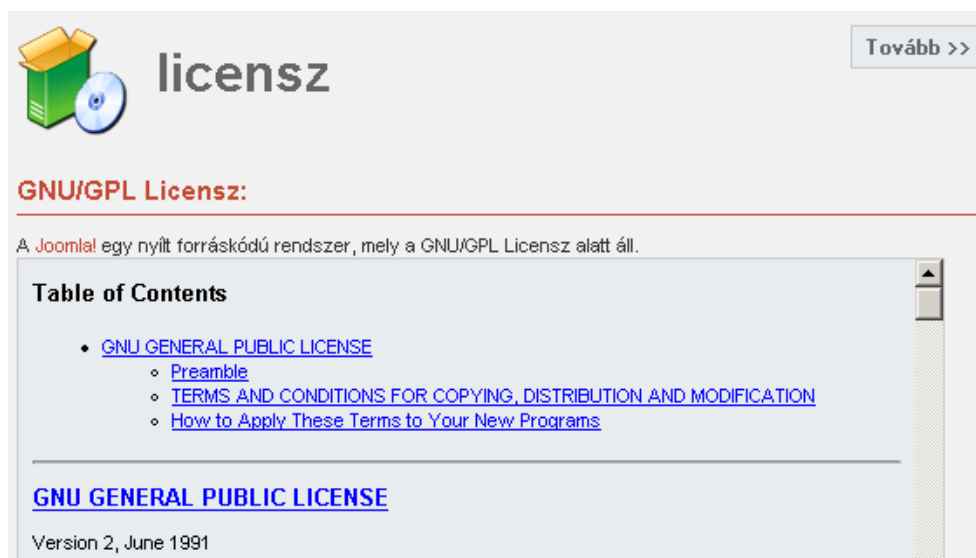 licensz
Tovább >>
GNU/GPL Licensz:
A Joomla! egy nyílt forráskódú rendszer, mely a GNU/GPL Licensz alatt áll.
Table of Contents
GNU GENERAL PUBLIC LICENSE
Preamble
TERMS AND CONDITIONS FOR COPYING, DISTRIBUTION AND MODIFICATION
How to Apply These Terms to Your New Programs
GNU GENERAL PUBLIC LICENSE
Version 2, June 1991